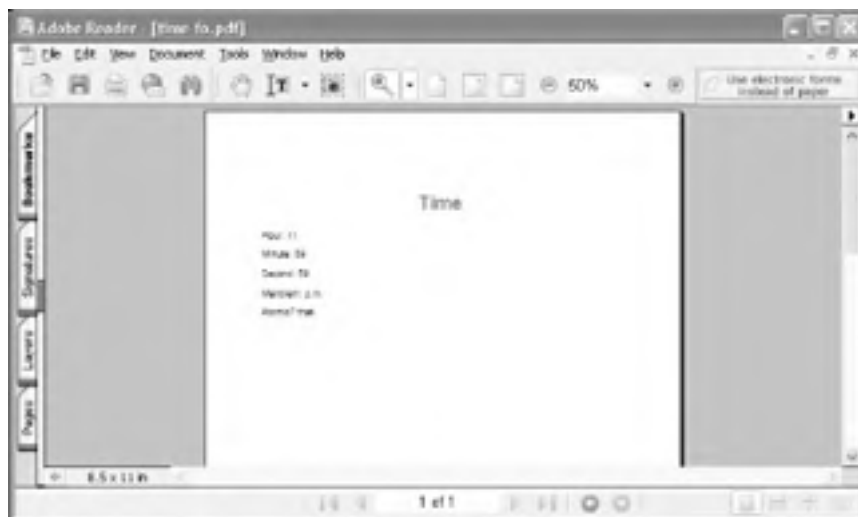 Adobe Reader - [time-fo.pdf]
File Edit View Document Tools Window Help
60%
Use electronic forms
instead of paper
Bookmarks
Signatures
Layers
Pages
Time
Hour: 11
Minute: 59
Second: 59
Meridiem: p.m.
Atomic? true
8.5 x 11 in
1 of 1